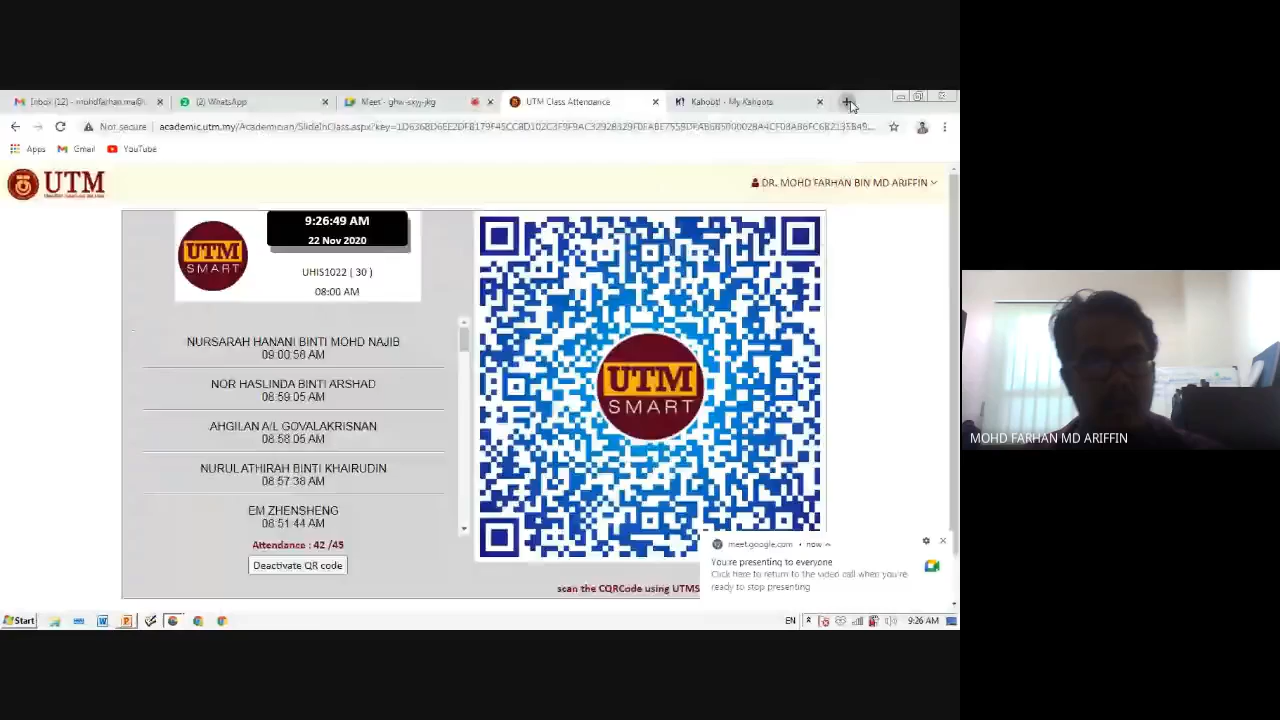 Inbox (12) - mohdfarhan.ma@
(2) WhatsApp
Meet - ghw-sxyj-jkg
UTM Class Attendance
Kahoot! - My Kahoots
Not secure
Apps
Gmail
YouTube
UTM
DR. MOHD FARHAN BIN MD ARIFFIN
9:26:49 AM
22 Nov 2020
UTM
SMART
UHIS1022 ( 30 )
08:00 AM
NURSARAH HANANI BINTI MOHD NAJIB
09:00:58 AM
NOR HASLINDA BINTI ARSHAD
08:59:05 AM
AHGILAN A/L GOVALAKRISNAN
08:58:05 AM
NURULATHIRAH BINTI KHAIRUDIN
08:57:38 AM
EM ZHENSHENG
08:51:44 AM
Attendance : 42 /45
Deactivate QR code
UTM
SMART
scan the CQRCode using UTMS
meet.google.com • now
You're presenting to everyone
Click here to return to the video call when you're
ready to stop presenting
Start
EN
9:26 AM
MOHD FARHAN MD ARIFFIN